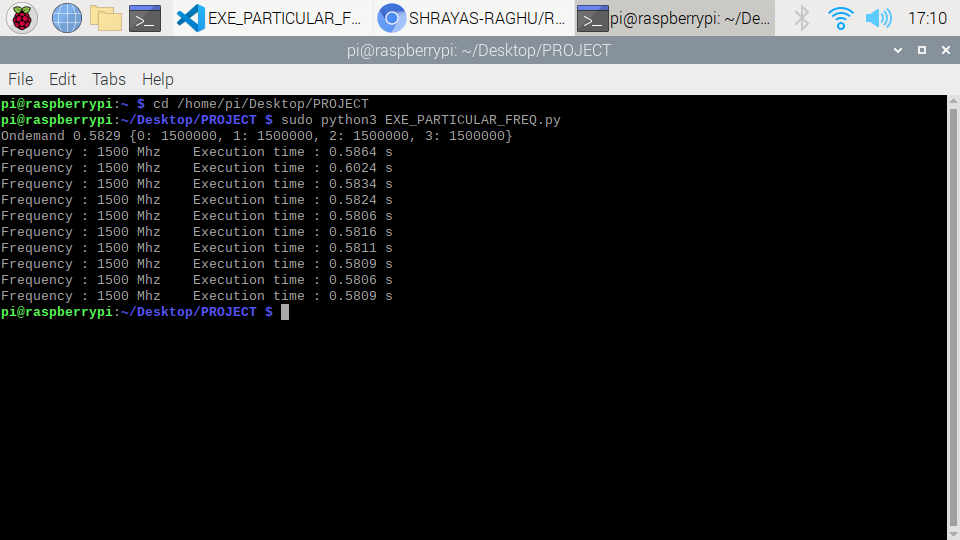 EXE_PARTICULAR_F... SHRAYAS-RAGHU/R... pi@raspberrypi: ~/De... 17:10
pi@raspberrypi: ~/Desktop/PROJECT
File Edit Tabs Help
pi@raspberrypi:~ $ cd /home/pi/Desktop/PROJECT
pi@raspberrypi:~/Desktop/PROJECT $ sudo python3 EXE_PARTICULAR_FREQ.py
Ondemand 0.5829 {0: 1500000, 1: 1500000, 2: 1500000, 3: 1500000}
Frequency : 1500 Mhz    Execution time : 0.5864 s
Frequency : 1500 Mhz    Execution time : 0.6024 s
Frequency : 1500 Mhz    Execution time : 0.5834 s
Frequency : 1500 Mhz    Execution time : 0.5824 s
Frequency : 1500 Mhz    Execution time : 0.5806 s
Frequency : 1500 Mhz    Execution time : 0.5816 s
Frequency : 1500 Mhz    Execution time : 0.5811 s
Frequency : 1500 Mhz    Execution time : 0.5809 s
Frequency : 1500 Mhz    Execution time : 0.5806 s
Frequency : 1500 Mhz    Execution time : 0.5809 s
pi@raspberrypi:~/Desktop/PROJECT $